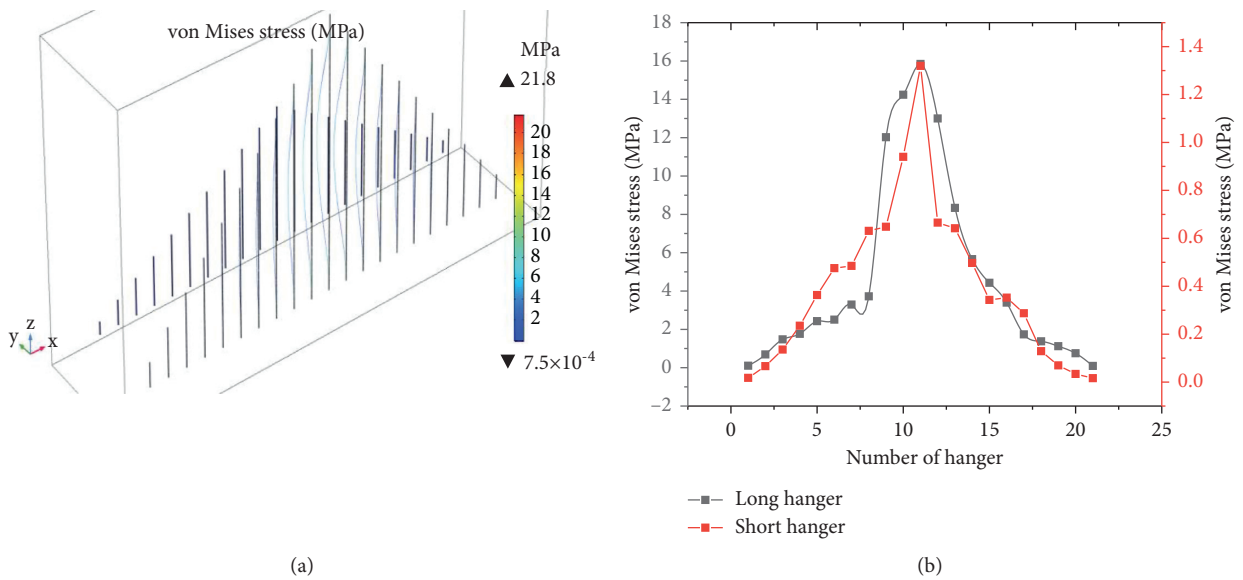 von Mises stress (MPa)
MPa
▲ 21.8
20
18
16
14
12
10
8
6
4
2
▼ 7.5×10⁻⁴
y z x
(a)
18
16
14
12
10
8
6
4
2
0
–2
von Mises stress (MPa)
1.4
1.2
1.0
0.8
0.6
0.4
0.2
0.0
von Mises stress (MPa)
0 5 10 15 20 25
Number of hanger
Long hanger
Short hanger
(b)